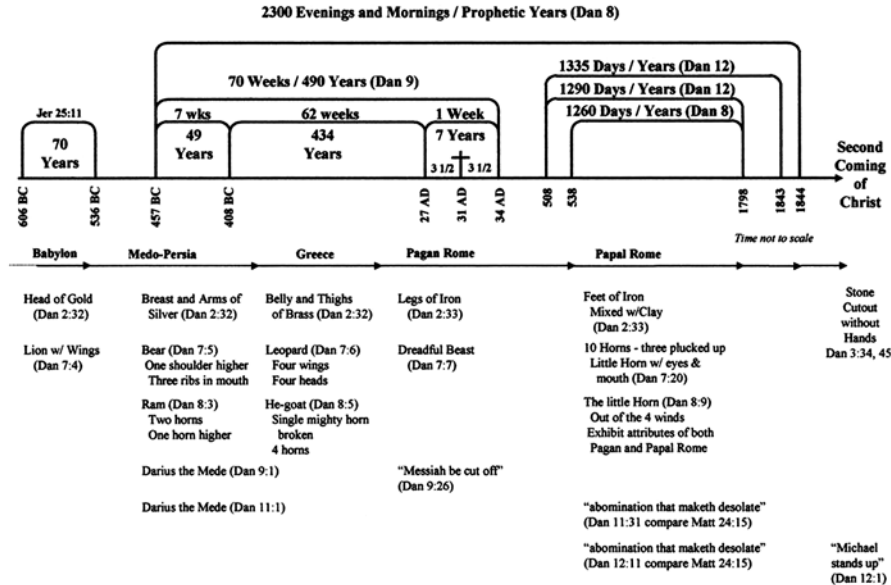 2300 Evenings and Mornings / Prophetic Years (Dan 8)
1335 Days / Years (Dan 12)
70 Weeks / 490 Years (Dan 9)
1290 Days / Years (Dan 12)
Jer 25:11
7 wks
62 weeks
1 Week
1260 Days / Years (Dan 8)
70
Years
49
Years
434
Years
7 Years
3 1/2
3 1/2
Second
Coming
of
Christ
606 BC
536 BC
457 BC
408 BC
27 AD
31 AD
34 AD
508
538
1798
1843
1844
Time not to scale
Babylon
Medo-Persia
Greece
Pagan Rome
Papal Rome
Head of Gold
(Dan 2:32)
Breast and Arms of
Silver (Dan 2:32)
Belly and Thighs
of Brass (Dan 2:32)
Legs of Iron
(Dan 2:33)
Feet of Iron
Mixed w/Clay
(Dan 2:33)
Stone
Cutout
without
Hands
Dan 3:34, 45
Lion w/ Wings
(Dan 7:4)
Bear (Dan 7:5)
One shoulder higher
Three ribs in mouth
Leopard (Dan 7:6)
Four wings
Four heads
Dreadful Beast
(Dan 7:7)
10 Horns - three plucked up
Little Horn w/ eyes &
mouth (Dan 7:20)
Ram (Dan 8:3)
Two horns
One horn higher
He-goat (Dan 8:5)
Single mighty horn
broken
4 horns
The little Horn (Dan 8:9)
Out of the 4 winds
Exhibit attributes of both
Pagan and Papal Rome
Darius the Mede (Dan 9:1)
“Messiah be cut off”
(Dan 9:26)
Darius the Mede (Dan 11:1)
“abomination that maketh desolate”
(Dan 11:31 compare Matt 24:15)
“abomination that maketh desolate”
(Dan 12:11 compare Matt 24:15)
“Michael
stands up”
(Dan 12:1)